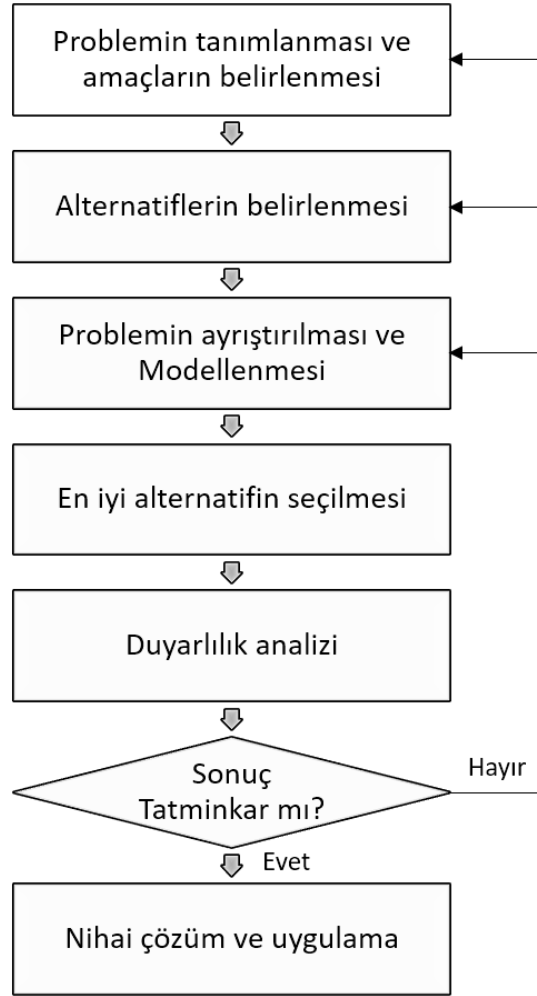 Problemin tanımlanması ve
amaçların belirlenmesi
Alternatiflerin belirlenmesi
Problemin ayrıştırılması ve
Modellenmesi
En iyi alternatifin seçilmesi
Duyarlılık analizi
Sonuç
Tatminkar mı?
Hayır
Evet
Nihai çözüm ve uygulama